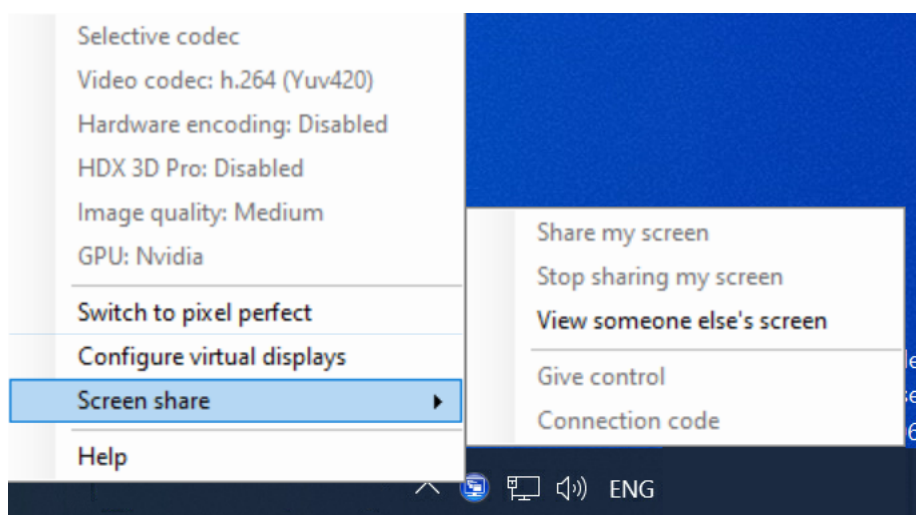 Selective codec
Video codec: h.264 (Yuv420)
Hardware encoding: Disabled
HDX 3D Pro: Disabled
Image quality: Medium
GPU: Nvidia
Switch to pixel perfect
Configure virtual displays
Screen share
Help
Share my screen
Stop sharing my screen
View someone else's screen
Give control
Connection code
ENG